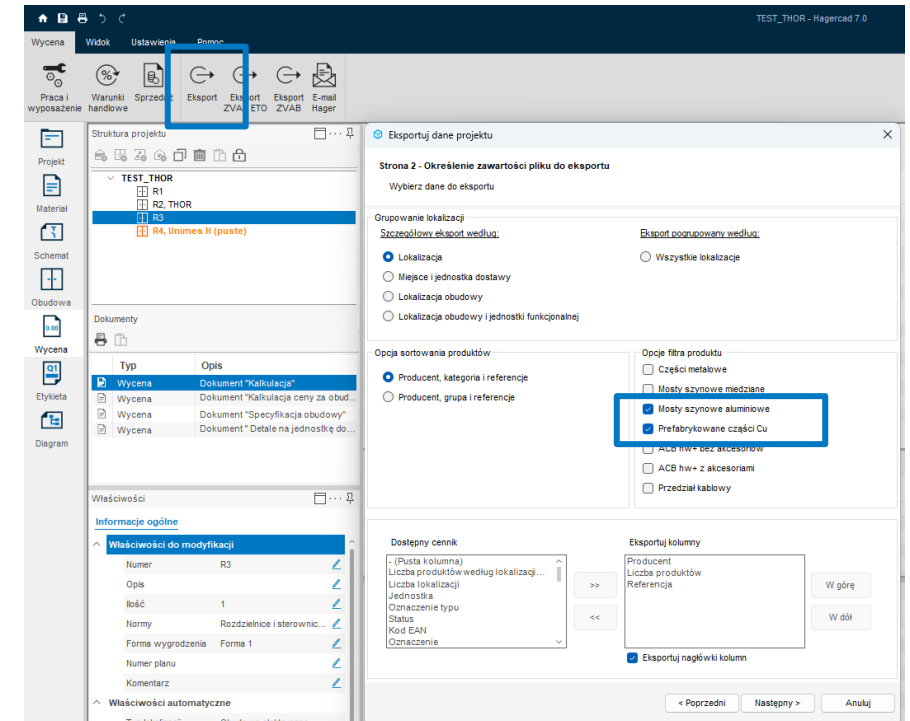 TEST_THOR - Hagercad 7.0
Wycena Widok Ustawienia Pomoc
Praca i wyposażenie
Warunki handlowe
Sprzedaż
Eksport
Eksport ZVAB ETO
Eksport ZVAB
E-mail Hager
Projekt
Materiał
Schemat
Obudowa
0.00
Wycena
Q1
Etykieta
Diagram
Struktura projektu
TEST_THOR
R1
R2, THOR
R3
R4, Unimes H (puste)
Dokumenty
Typ Opis
Wycena Dokument "Kalkulacja"
Wycena Dokument "Kalkulacja ceny za obud...
Wycena Dokument "Specyfikacja obudowy"
Wycena Dokument " Detale na jednostkę do...
Właściwości
Informacje ogólne
Właściwości do modyfikacji
Numer R3
Opis
Ilość 1
Normy Rozdzielnice i sterownic...
Forma wygrodzenia Forma 1
Numer planu
Komentarz
Właściwości automatyczne
Eksportuj dane projektu
Strona 2 - Określenie zawartości pliku do eksportu
Wybierz dane do eksportu
Grupowanie lokalizacji
Szczegółowy eksport według:
Lokalizacja
Miejsce i jednostka dostawy
Lokalizacja obudowy
Lokalizacja obudowy i jednostki funkcjonalnej
Eksport pogrupowany według:
Wszystkie lokalizacje
Opcja sortowania produktów
Producent, kategoria i referencje
Producent, grupa i referencje
Opcje filtra produktu
Części metalowe
Mosty szynowe miedziane
Mosty szynowe aluminiowe
Prefabrykowane części Cu
ACB hw+ bez akcesoriów
ACB hw+ z akcesoriami
Przedział kablowy
Dostępny cennik
- (Pusta kolumna)
Liczba produktów według lokalizacji...
Liczba lokalizacji
Jednostka
Oznaczenie typu
Status
Kod EAN
Oznaczenie
>>
<<
Eksportuj kolumny
Producent
Liczba produktów
Referencja
W górę
W dół
Eksportuj nagłówki kolumn
< Poprzedni Następny > Anuluj